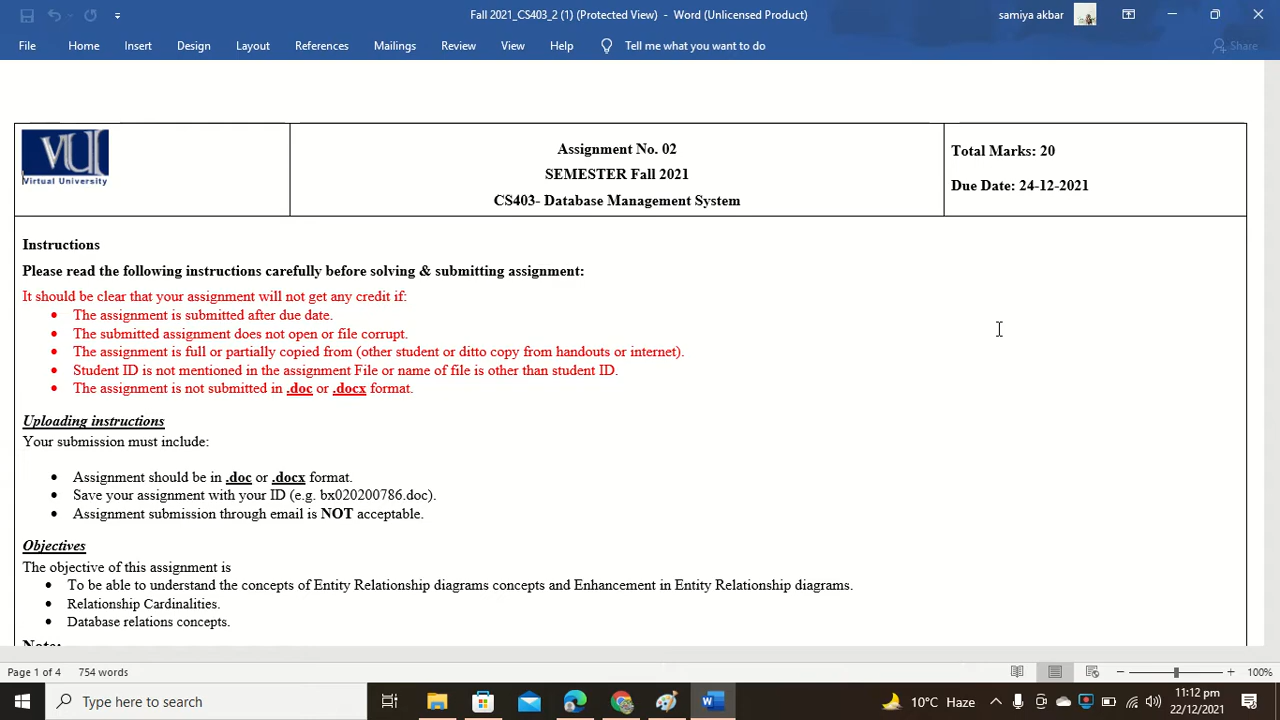 Fall 2021_CS403_2 (1) (Protected View) - Word (Unlicensed Product)
samiya akbar
File Home Insert Design Layout References Mailings Review View Help Tell me what you want to do Share
VU
Virtual University
Assignment No. 02
SEMESTER Fall 2021
CS403- Database Management System
Total Marks: 20
Due Date: 24-12-2021
Instructions
Please read the following instructions carefully before solving & submitting assignment:
It should be clear that your assignment will not get any credit if:
• The assignment is submitted after due date.
• The submitted assignment does not open or file corrupt.
• The assignment is full or partially copied from (other student or ditto copy from handouts or internet).
• Student ID is not mentioned in the assignment File or name of file is other than student ID.
• The assignment is not submitted in .doc or .docx format.
Uploading instructions
Your submission must include:
• Assignment should be in .doc or .docx format.
• Save your assignment with your ID (e.g. bx020200786.doc).
• Assignment submission through email is NOT acceptable.
Objectives
The objective of this assignment is
• To be able to understand the concepts of Entity Relationship diagrams concepts and Enhancement in Entity Relationship diagrams.
• Relationship Cardinalities.
• Database relations concepts.
Note:
Page 1 of 4 754 words
100%
Type here to search
10°C Haze
11:12 pm
22/12/2021